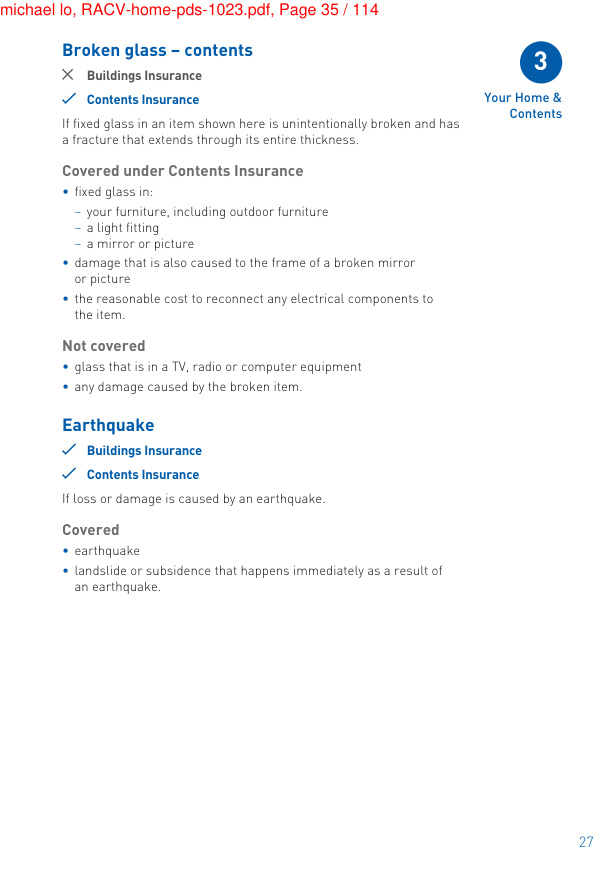 michael lo, RACV-home-pds-1023.pdf, Page 35 / 114
Broken glass – contents
Buildings Insurance
Contents Insurance
If fixed glass in an item shown here is unintentionally broken and has
a fracture that extends through its entire thickness.
Covered under Contents Insurance
• fixed glass in:
– your furniture, including outdoor furniture
– a light fitting
– a mirror or picture
• damage that is also caused to the frame of a broken mirror
or picture
• the reasonable cost to reconnect any electrical components to
the item.
Not covered
• glass that is in a TV, radio or computer equipment
• any damage caused by the broken item.
Earthquake
Buildings Insurance
Contents Insurance
If loss or damage is caused by an earthquake.
Covered
• earthquake
• landslide or subsidence that happens immediately as a result of
an earthquake.
3
Your Home &
Contents
27